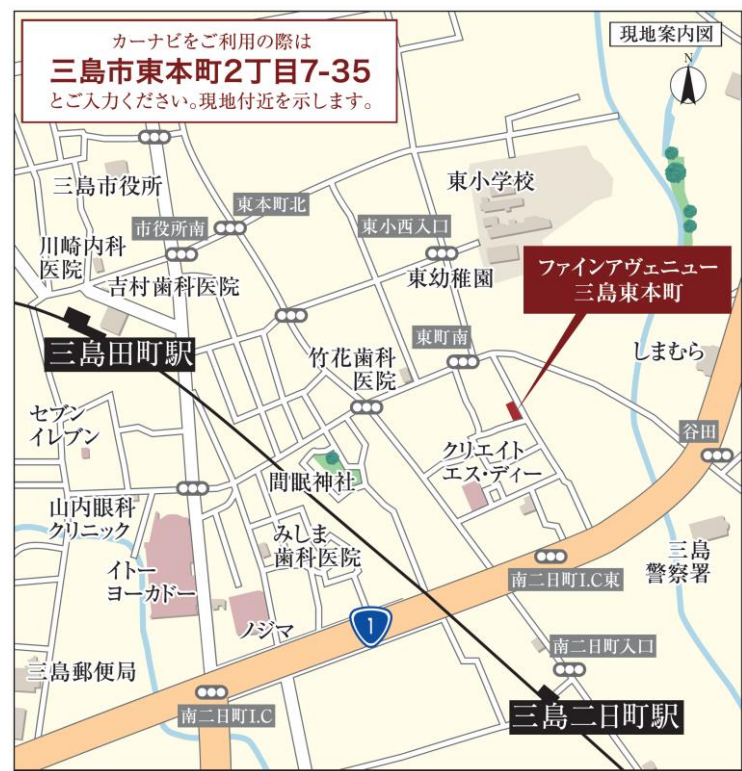 カーナビをご利用の際は
三島市東本町2丁目7-35
とご入力ください。現地付近を示します。
現地案内図
N
三島市役所
東本町北
市役所南
川崎内科
医院
吉村歯科医院
東小学校
東小西入口
東幼稚園
ファインアヴェニュー
三島東本町
三島田町駅
竹花歯科
医院
東町南
しまむら
セブン
イレブン
谷田
クリエイト
エス・ディー
間眠神社
山内眼科
クリニック
みしま
歯科医院
三島
警察署
イトー
ヨーカドー
南二日町I.C東
ノジマ
1
南二日町入口
三島郵便局
南二日町I.C
三島二日町駅